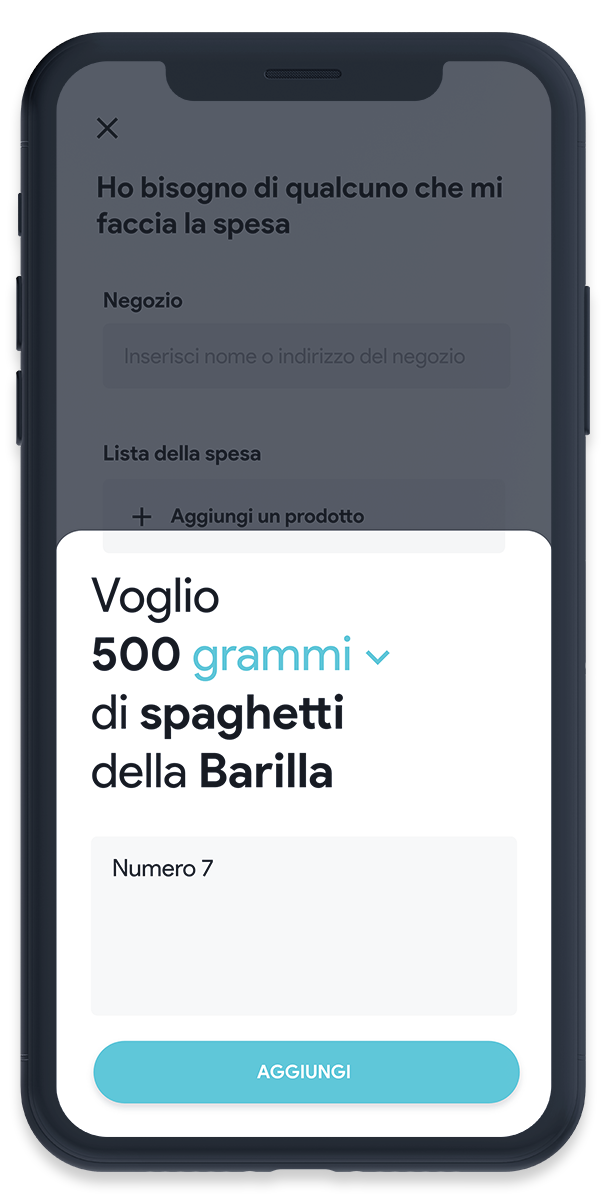 Ho bisogno di qualcuno che mi
faccia la spesa
Negozio
Inserisci nome o indirizzo del negozio
Lista della spesa
Aggiungi un prodotto
Voglio
500 grammi
di spaghetti
della Barilla
Numero 7
AGGIUNGI